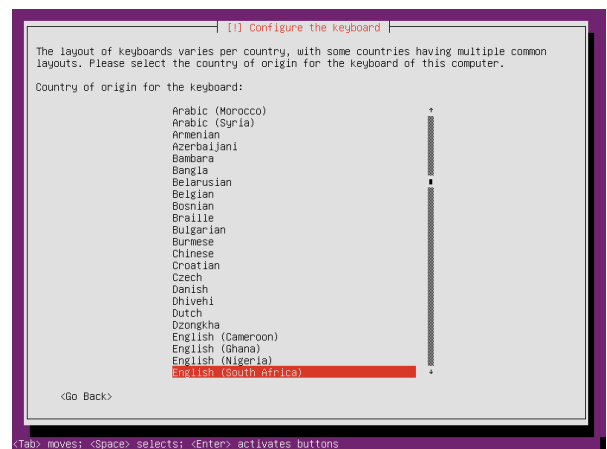 [!] Configure the keyboard
The layout of keyboards varies per country, with some countries having multiple common
layouts. Please select the country of origin for the keyboard of this computer.
Country of origin for the keyboard:
Arabic (Morocco)
Arabic (Syria)
Armenian
Azerbaijani
Bambara
Bangla
Belarusian
Belgian
Bosnian
Braille
Bulgarian
Burmese
Chinese
Croatian
Czech
Danish
Dhivehi
Dutch
Dzongkha
English (Cameroon)
English (Ghana)
English (Nigeria)
English (South Africa)
<Go Back>
<Tab> moves; <Space> selects; <Enter> activates buttons